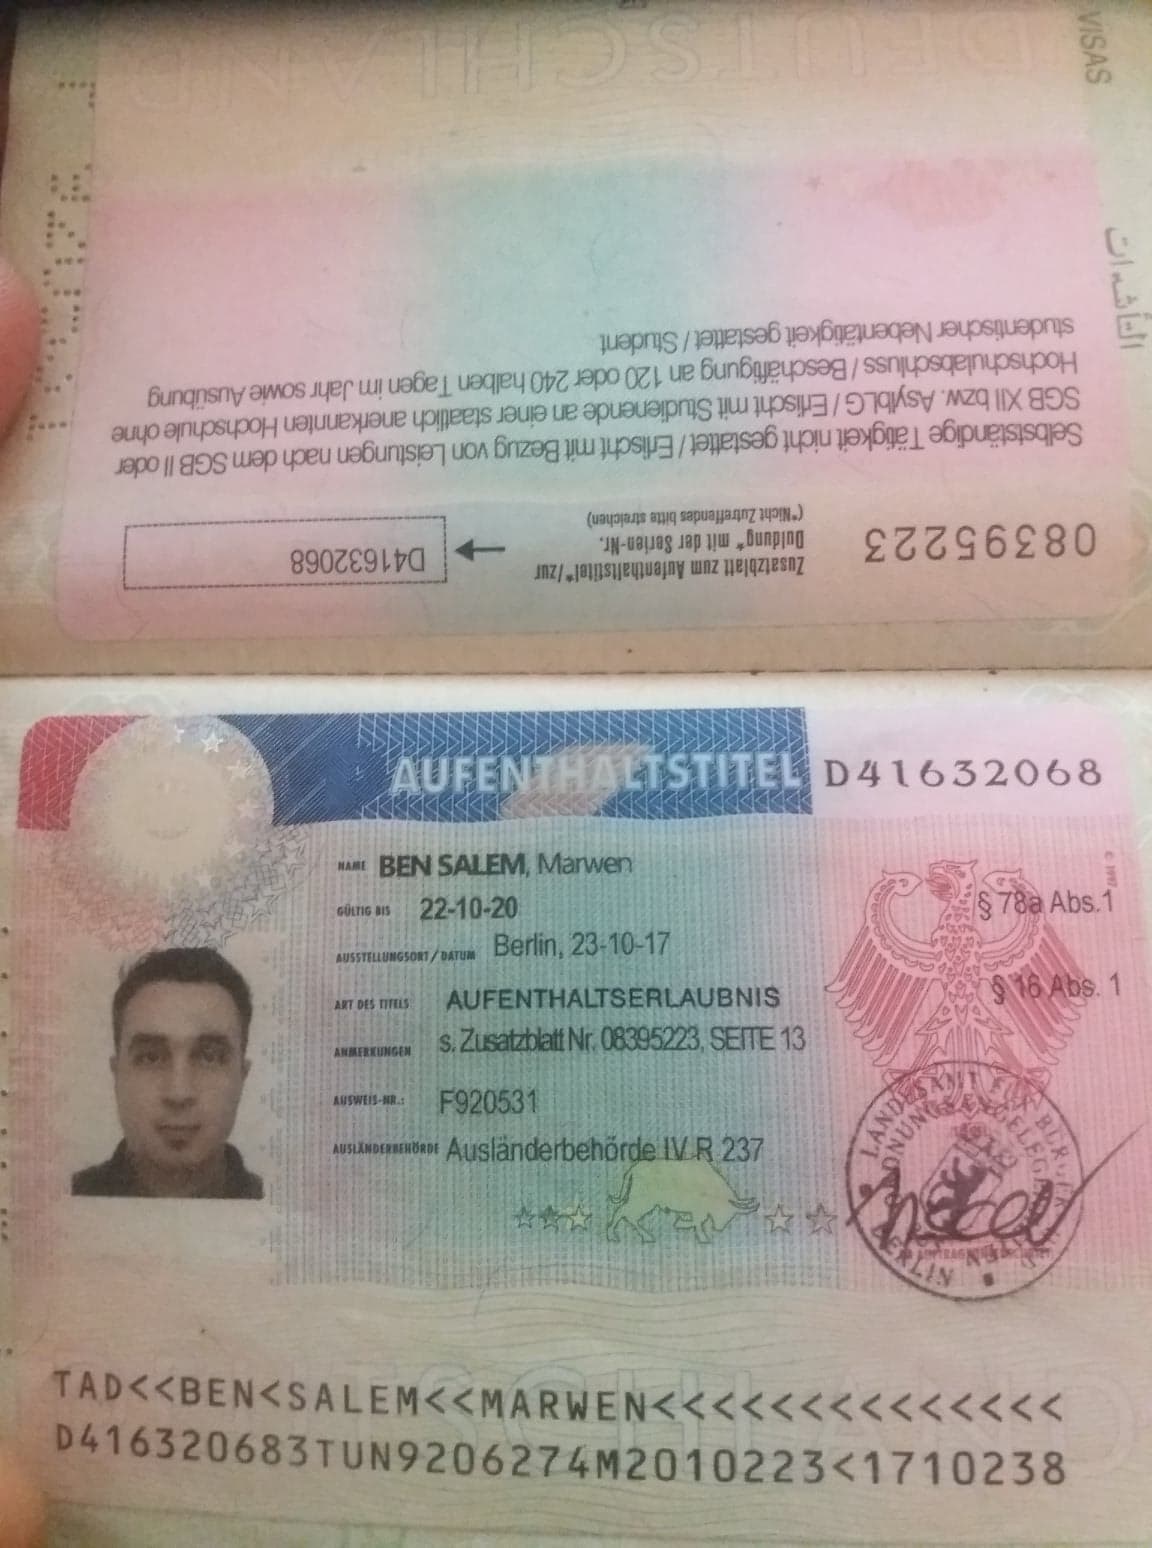 VISAS
التأشيرات
08395223
Zusatzblatt zum Aufenthaltstitel*/zur
Duldung* mit der Serien-Nr.
(*Nicht Zutreffendes bitte streichen)
D41632068
Selbstständige Tätigkeit nicht gestattet / Erlischt mit Bezug von Leistungen nach dem SGB II oder
SGB XII bzw. AsylbLG / Erlischt mit Studienende an einer staatlich anerkannten Hochschule ohne
Hochschulabschluss / Beschäftigung an 120 oder 240 halben Tagen im Jahr sowie Ausübung
studentischer Nebentätigkeit gestattet / Student
DEUTSCHLAND
AUFENTHALTSTITEL D41632068
NAME BEN SALEM, Marwen
GÜLTIG BIS 22-10-20
AUSSTELLUNGSORT/DATUM Berlin, 23-10-17
ART DES TITELS AUFENTHALTSERLAUBNIS
ANMERKUNGEN s. Zusatzblatt Nr. 08395223, SEITE 13
AUSWEIS-NR.: F920531
AUSLÄNDERBEHÖRDE Ausländerbehörde IV R 237
© 1997
§ 78a Abs.1
§ 16 Abs. 1
LANDESAMT FÜR BÜRGER
ORDNUNGSANGELEGEN
BERLIN
TAD<<BEN<SALEM<<MARWEN<<<<<<<<<<<<<<
D416320683TUN9206274M2010223<1710238